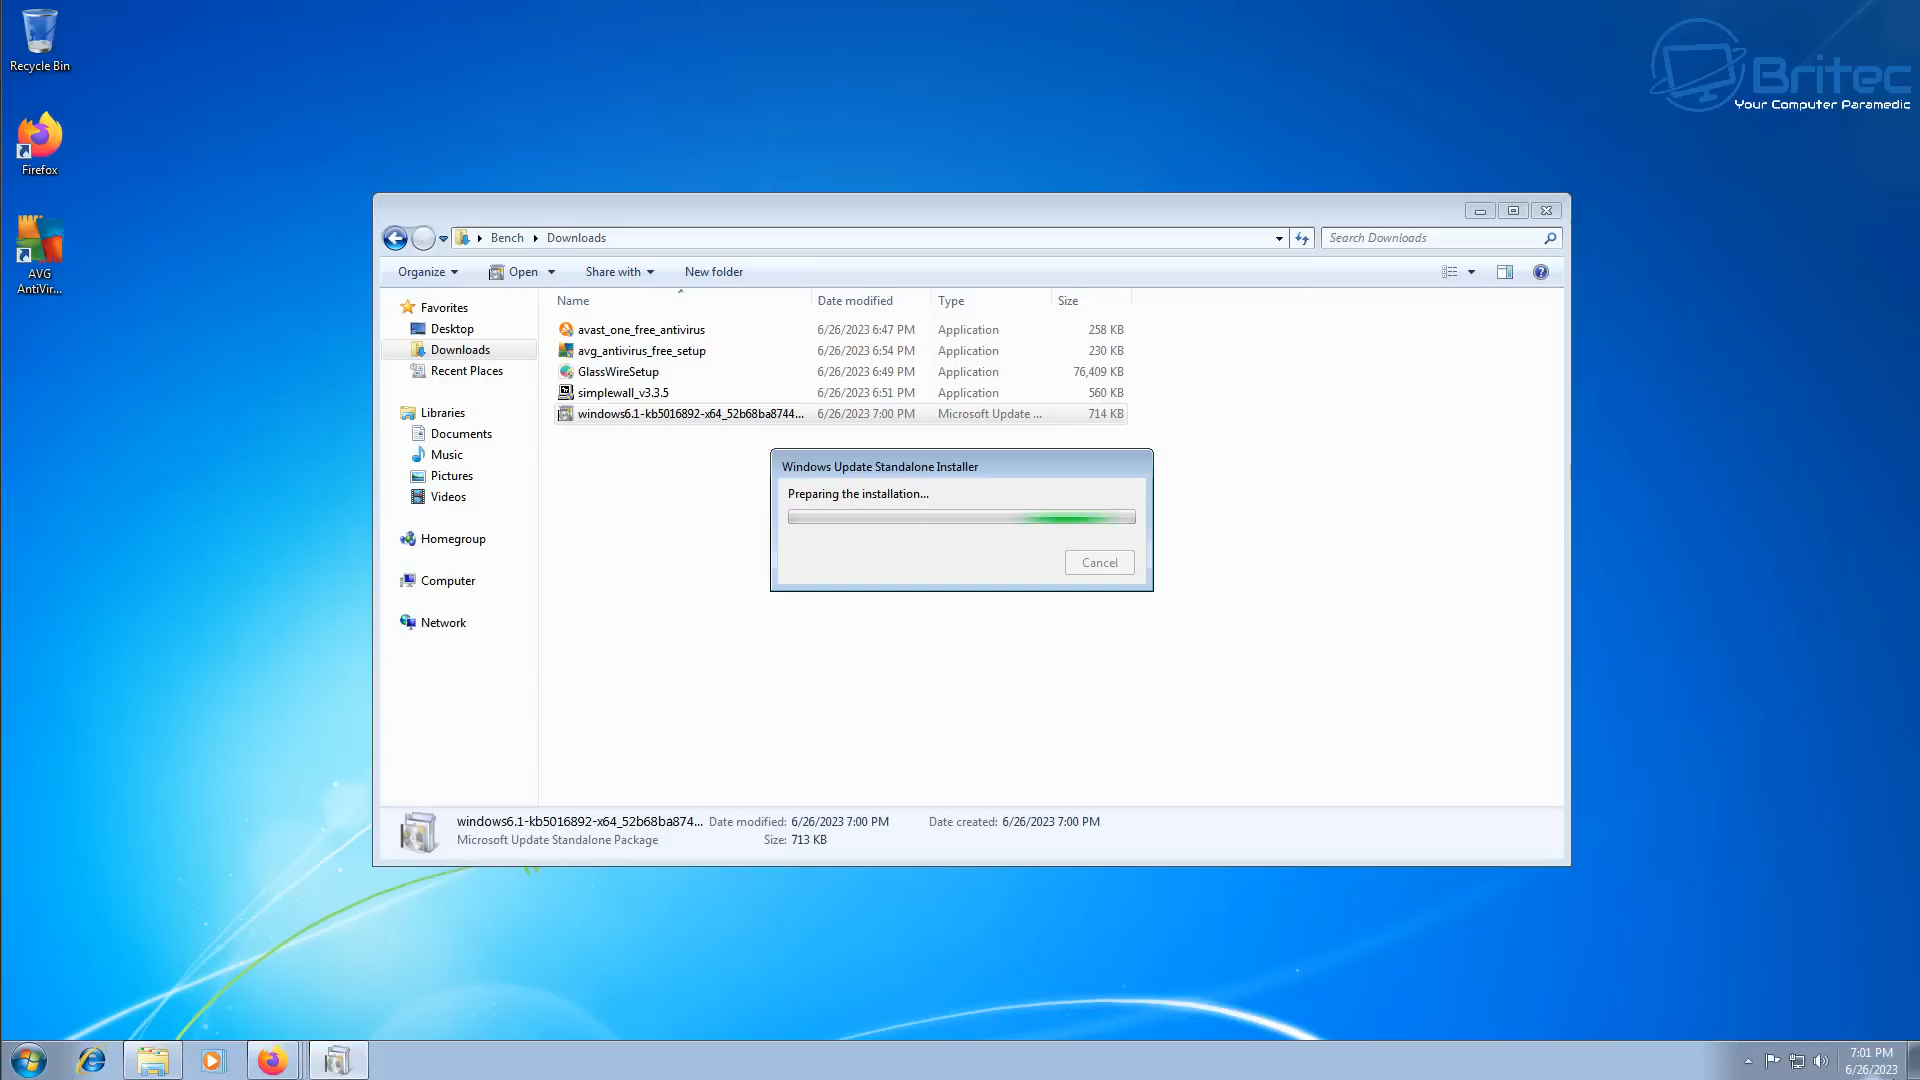 Recycle Bin
Firefox
AVG
AntiVir...
Britec
Your Computer Paramedic
Bench
Downloads
Search Downloads
Organize
Open
Share with
New folder
Favorites
Desktop
Downloads
Recent Places
Libraries
Documents
Music
Pictures
Videos
Homegroup
Computer
Network
Name Date modified Type Size
avast_one_free_antivirus 6/26/2023 6:47 PM Application 258 KB
avg_antivirus_free_setup 6/26/2023 6:54 PM Application 230 KB
GlassWireSetup 6/26/2023 6:49 PM Application 76,409 KB
simplewall_v3.3.5 6/26/2023 6:51 PM Application 560 KB
windows6.1-kb5016892-x64_52b68ba8744... 6/26/2023 7:00 PM Microsoft Update ... 714 KB
Windows Update Standalone Installer
Preparing the installation...
Cancel
windows6.1-kb5016892-x64_52b68ba874... Date modified: 6/26/2023 7:00 PM Date created: 6/26/2023 7:00 PM
Microsoft Update Standalone Package Size: 713 KB
7:01 PM
6/26/2023